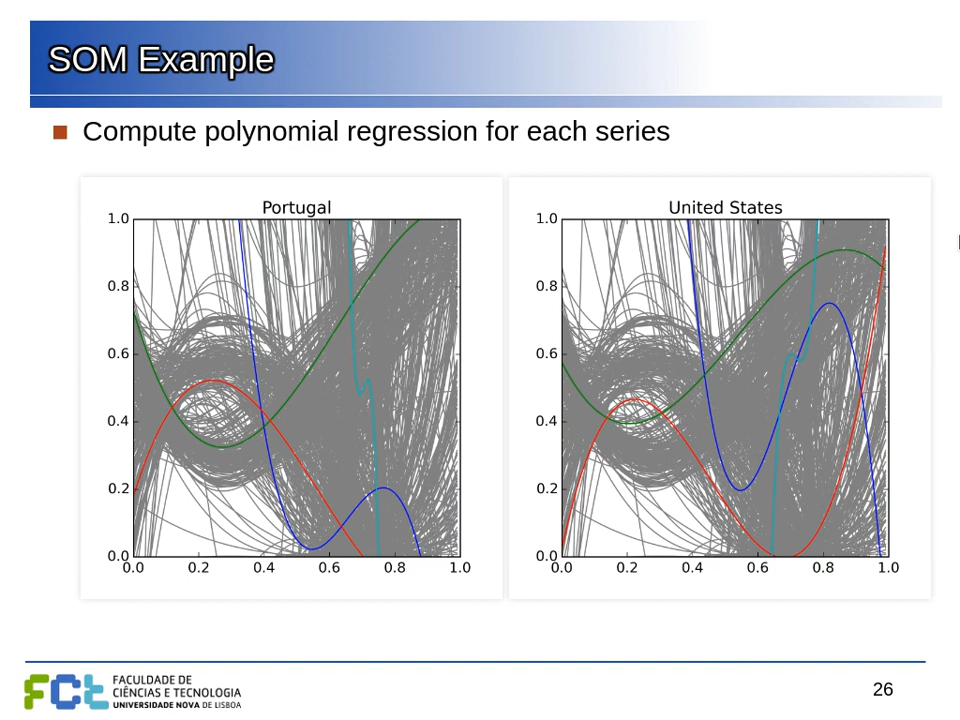 SOM Example
Compute polynomial regression for each series
Portugal
1.0
0.8
0.6
0.4
0.2
0.0
0.0 0.2 0.4 0.6 0.8 1.0
United States
1.0
0.8
0.6
0.4
0.2
0.0
0.0 0.2 0.4 0.6 0.8 1.0
FCT
FACULDADE DE
CIÊNCIAS E TECNOLOGIA
UNIVERSIDADE NOVA DE LISBOA
26